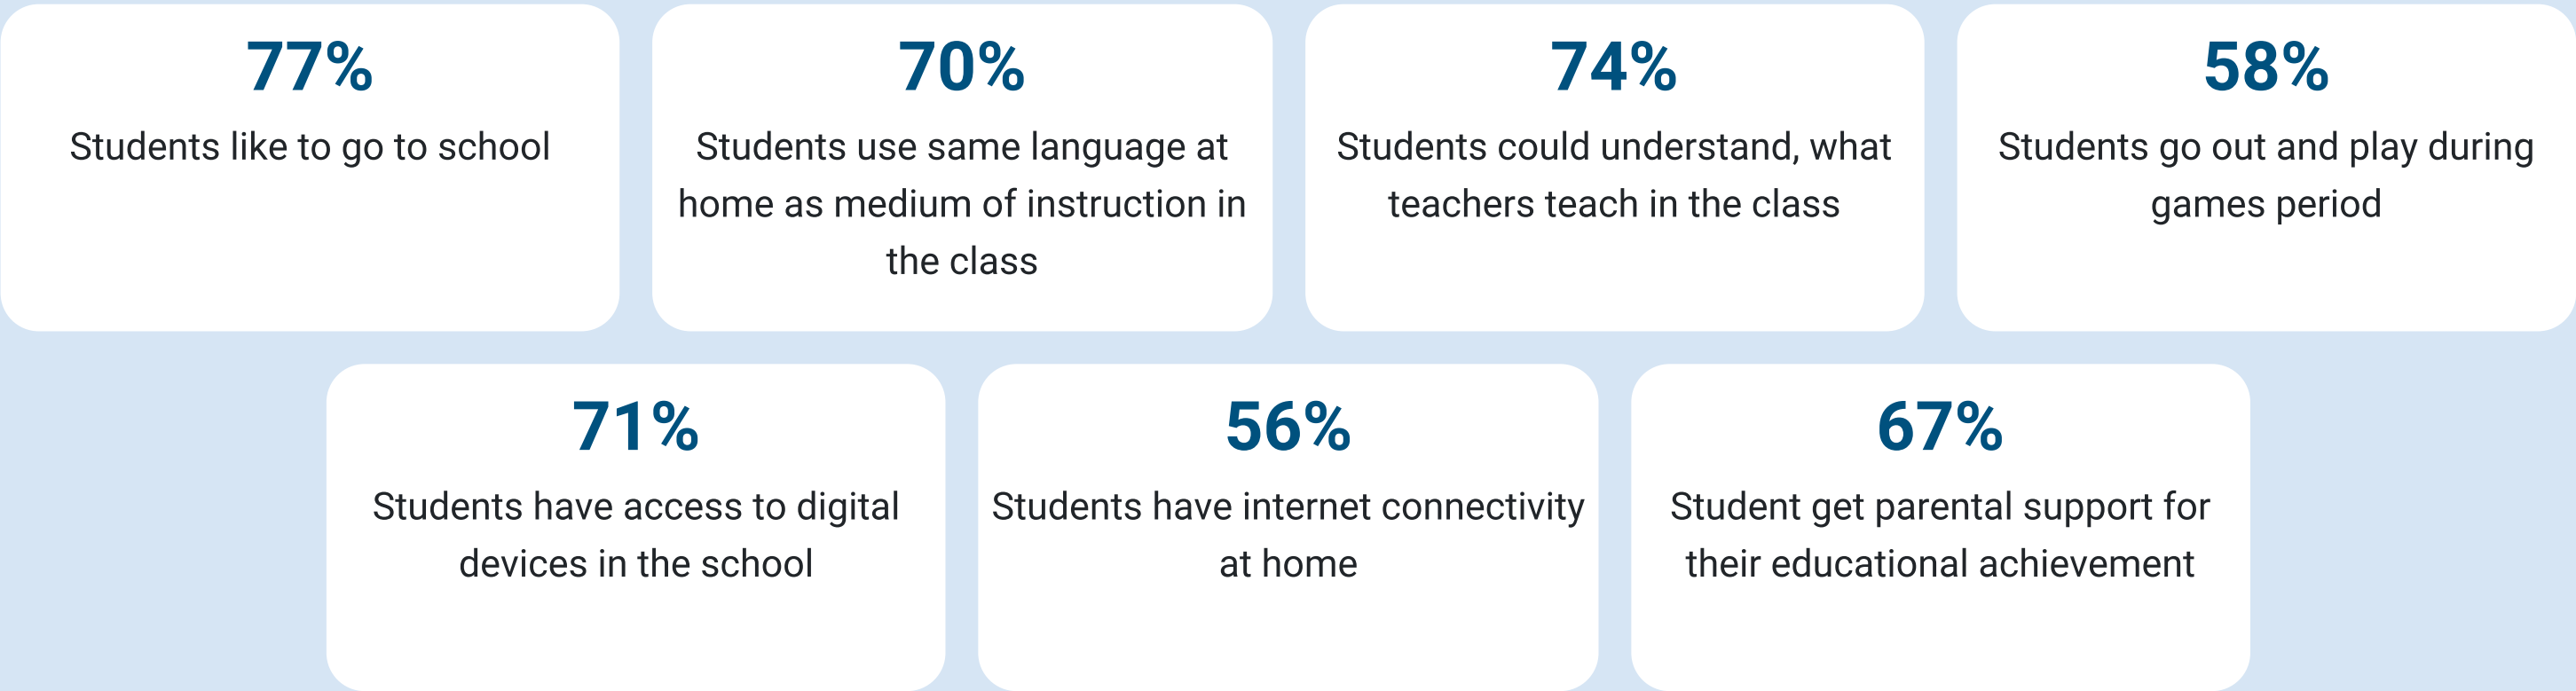 77%
Students like to go to school
70%
Students use same language at
home as medium of instruction in
the class
74%
Students could understand, what
teachers teach in the class
58%
Students go out and play during
games period
71%
Students have access to digital
devices in the school
56%
Students have internet connectivity
at home
67%
Student get parental support for
their educational achievement